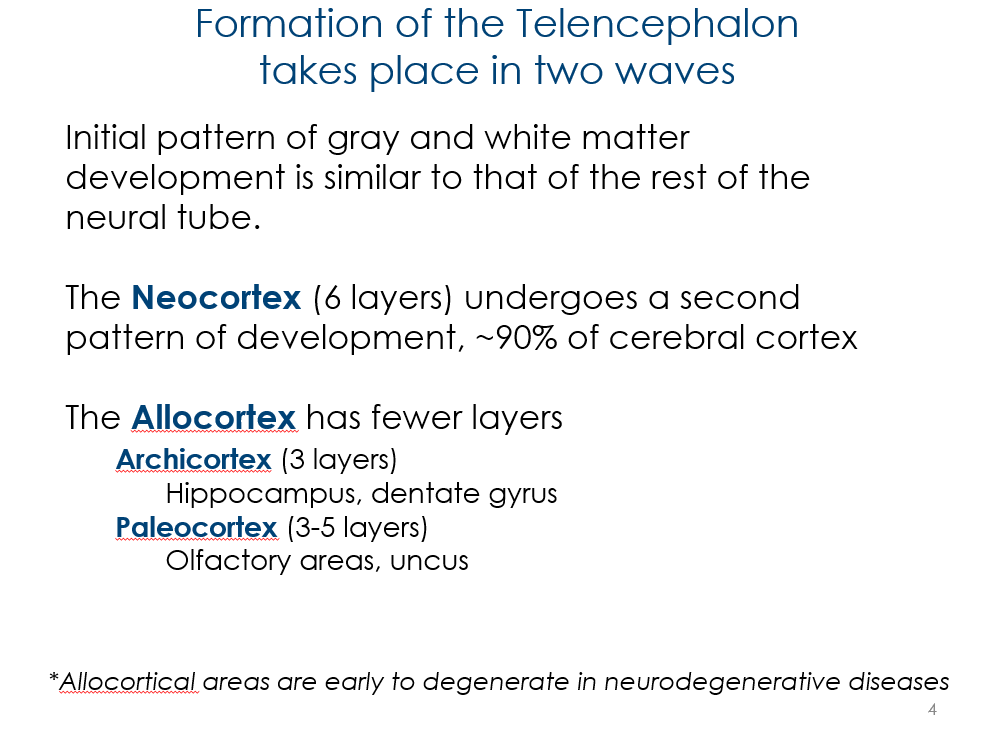 Formation of the Telencephalon
takes place in two waves
Initial pattern of gray and white matter
development is similar to that of the rest of the
neural tube.
The Neocortex (6 layers) undergoes a second
pattern of development, ~90% of cerebral cortex
The Allocortex has fewer layers
Archicortex (3 layers)
Hippocampus, dentate gyrus
Paleocortex (3-5 layers)
Olfactory areas, uncus
*Allocortical areas are early to degenerate in neurodegenerative diseases
4